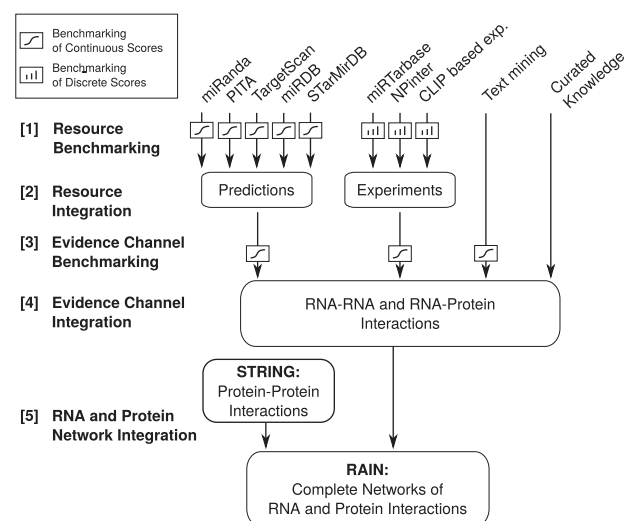 Benchmarking
of Continuous Scores
Benchmarking
of Discrete Scores
miRanda
PITA
TargetScan
miRDB
STarMirDB
miRTarbase
NPinter
CLIP based exp.
Text mining
Curated
Knowledge
[1] Resource
Benchmarking
[2] Resource
Integration
Predictions
Experiments
[3] Evidence Channel
Benchmarking
[4] Evidence Channel
Integration
RNA-RNA and RNA-Protein
Interactions
STRING:
Protein-Protein
Interactions
[5] RNA and Protein
Network Integration
RAIN:
Complete Networks of
RNA and Protein Interactions